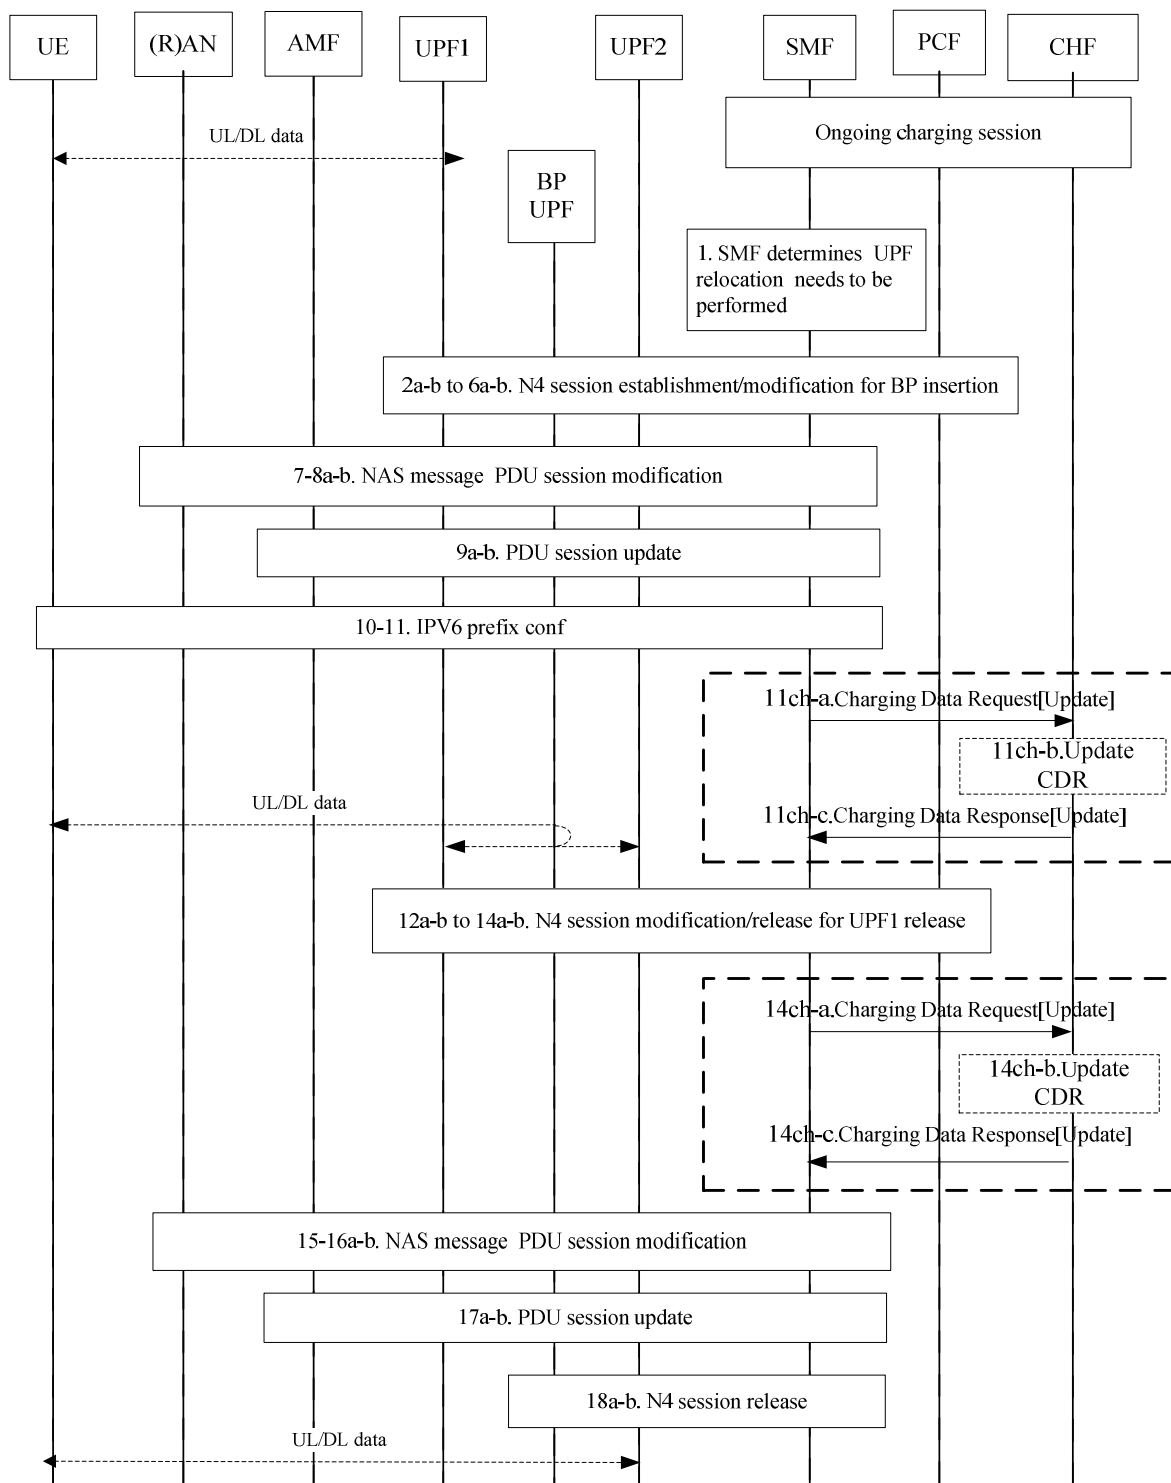 UE
(R)AN
AMF
UPF1
UPF2
SMF
PCF
CHF
UL/DL data
Ongoing charging session
BP
UPF
1. SMF determines UPF
relocation needs to be
performed
2a-b to 6a-b. N4 session establishment/modification for BP insertion
7-8a-b. NAS message PDU session modification
9a-b. PDU session update
10-11. IPV6 prefix conf
11ch-a.Charging Data Request[Update]
11ch-b.Update
CDR
UL/DL data
11ch-c.Charging Data Response[Update]
12a-b to 14a-b. N4 session modification/release for UPF1 release
14ch-a.Charging Data Request[Update]
14ch-b.Update
CDR
14ch-c.Charging Data Response[Update]
15-16a-b. NAS message PDU session modification
17a-b. PDU session update
18a-b. N4 session release
UL/DL data